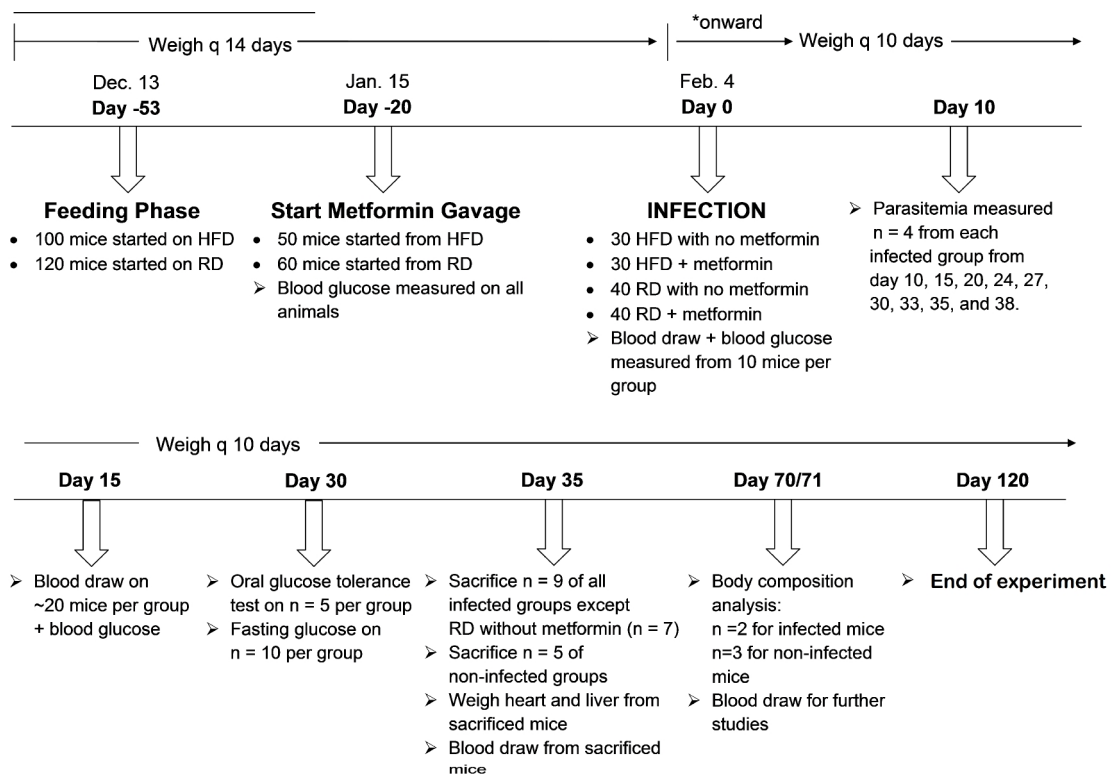 Weigh q 14 days
*onward
Weigh q 10 days
Dec. 13
Day -53
Jan. 15
Day -20
Feb. 4
Day 0
Day 10
Feeding Phase
• 100 mice started on HFD
• 120 mice started on RD
Start Metformin Gavage
• 50 mice started from HFD
• 60 mice started from RD
➢ Blood glucose measured on all
animals
INFECTION
• 30 HFD with no metformin
• 30 HFD + metformin
• 40 RD with no metformin
• 40 RD + metformin
➢ Blood draw + blood glucose
measured from 10 mice per
group
➢ Parasitemia measured
n = 4 from each
infected group from
day 10, 15, 20, 24, 27,
30, 33, 35, and 38.
Weigh q 10 days
Day 15
Day 30
Day 35
Day 70/71
Day 120
➢ Blood draw on
~20 mice per group
+ blood glucose
➢ Oral glucose tolerance
test on n = 5 per group
➢ Fasting glucose on
n = 10 per group
➢ Sacrifice n = 9 of all
infected groups except
RD without metformin (n = 7)
➢ Sacrifice n = 5 of
non-infected groups
➢ Weigh heart and liver from
sacrificed mice
➢ Blood draw from sacrificed
mice
➢ Body composition
analysis:
n =2 for infected mice
n=3 for non-infected
mice
➢ Blood draw for further
studies
➢ End of experiment